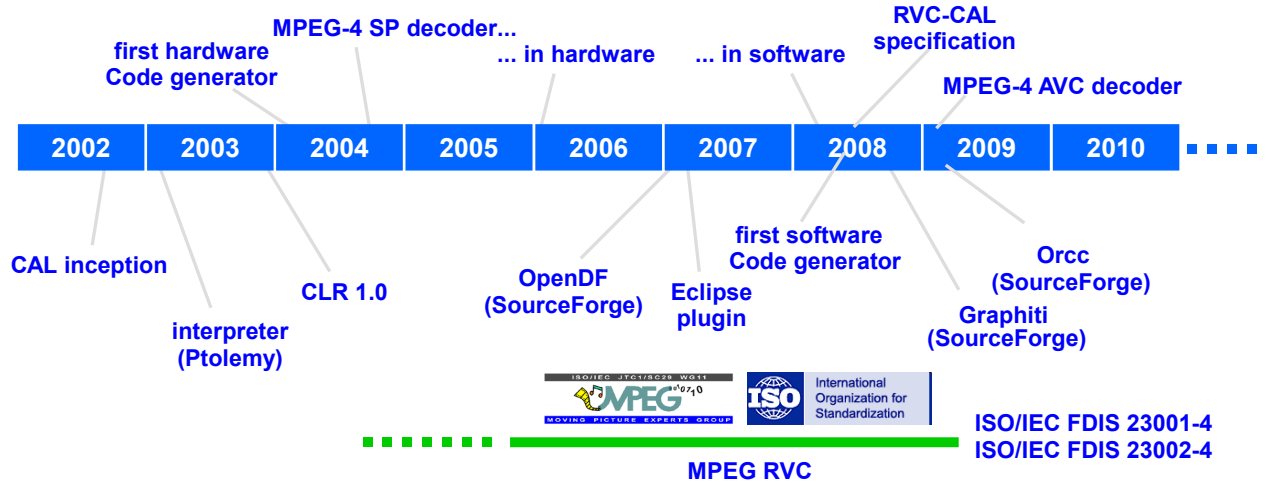 MPEG-4 SP decoder...
first hardware
Code generator
... in hardware
... in software
RVC-CAL
specification
MPEG-4 AVC decoder
2002 2003 2004 2005 2006 2007 2008 2009 2010
CAL inception
interpreter
(Ptolemy)
CLR 1.0
OpenDF
(SourceForge)
Eclipse
plugin
first software
Code generator
Orcc
(SourceForge)
Graphiti
(SourceForge)
ISO/IEC JTC1/SC29 WG11
MPEG
MOVING PICTURE EXPERTS GROUP
ISO
International
Organization for
Standardization
ISO/IEC FDIS 23001-4
ISO/IEC FDIS 23002-4
MPEG RVC